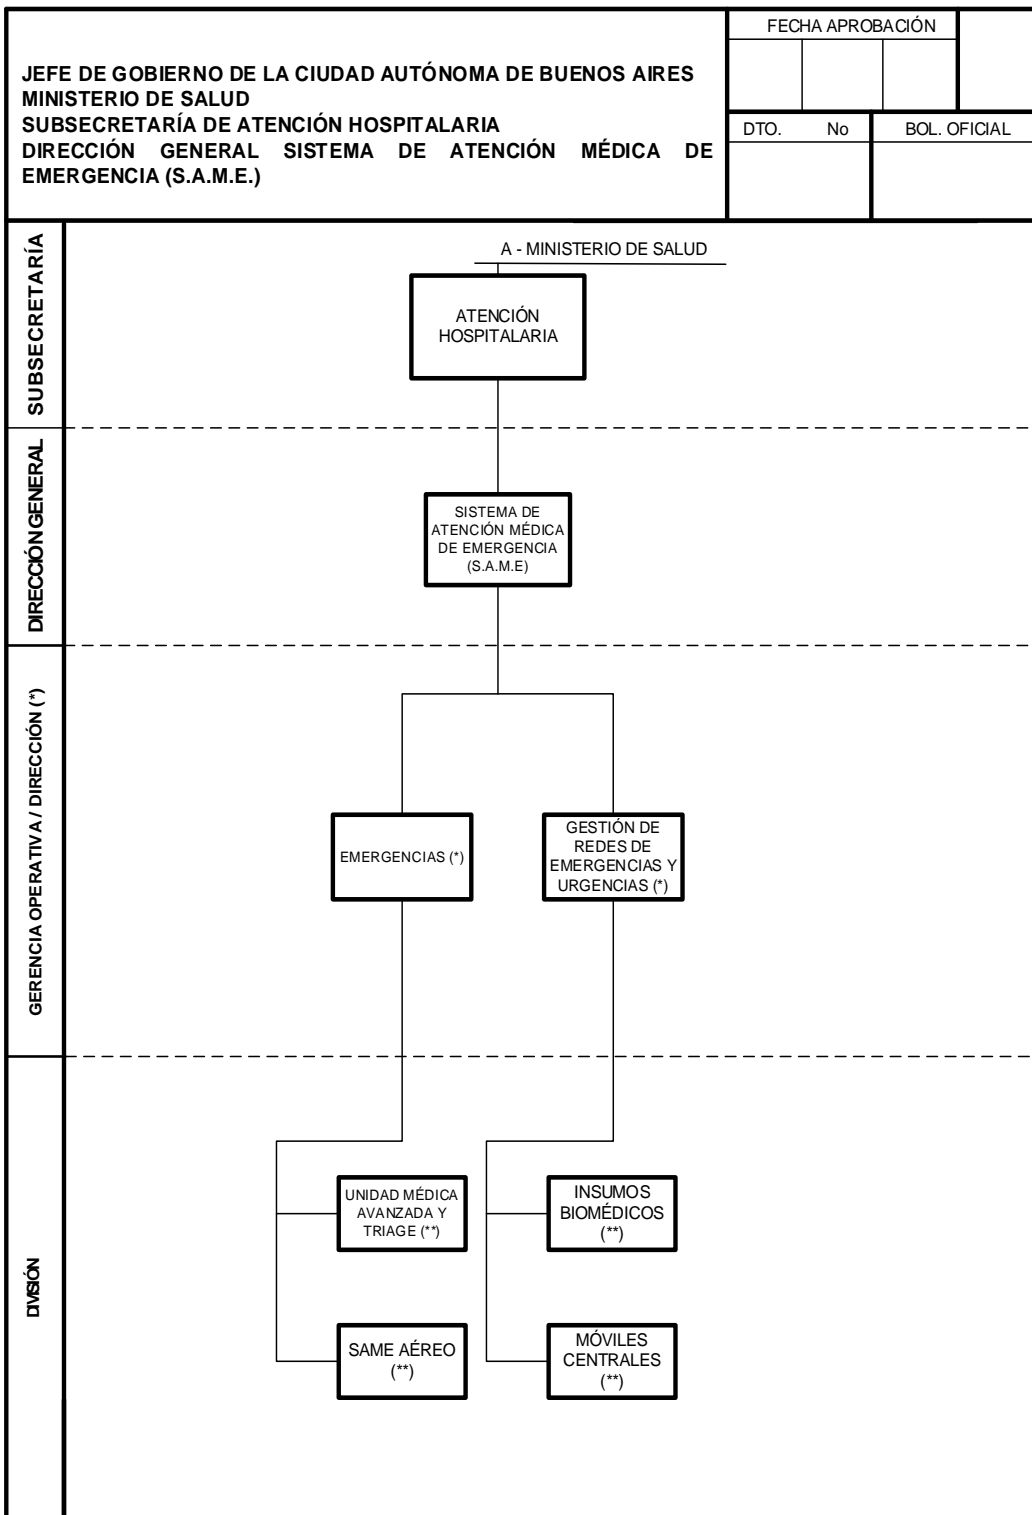 JEFE DE GOBIERNO DE LA CIUDAD AUTÓNOMA DE BUENOS AIRES
MINISTERIO DE SALUD
SUBSECRETARÍA DE ATENCIÓN HOSPITALARIA
DIRECCIÓN GENERAL SISTEMA DE ATENCIÓN MÉDICA DE
EMERGENCIA (S.A.M.E.)
FECHA APROBACIÓN
DTO. No
BOL. OFICIAL
SUBSECRETARÍA
A - MINISTERIO DE SALUD
ATENCIÓN
HOSPITALARIA
DIRECCIÓN GENERAL
SISTEMA DE
ATENCIÓN MÉDICA
DE EMERGENCIA
(S.A.M.E)
GERENCIA OPERATIVA / DIRECCIÓN (*)
EMERGENCIAS (*)
GESTIÓN DE
REDES DE
EMERGENCIAS Y
URGENCIAS (*)
DIVISIÓN
UNIDAD MÉDICA
AVANZADA Y
TRIAGE (**)
INSUMOS
BIOMÉDICOS
(**)
SAME AÉREO
(**)
MÓVILES
CENTRALES
(**)